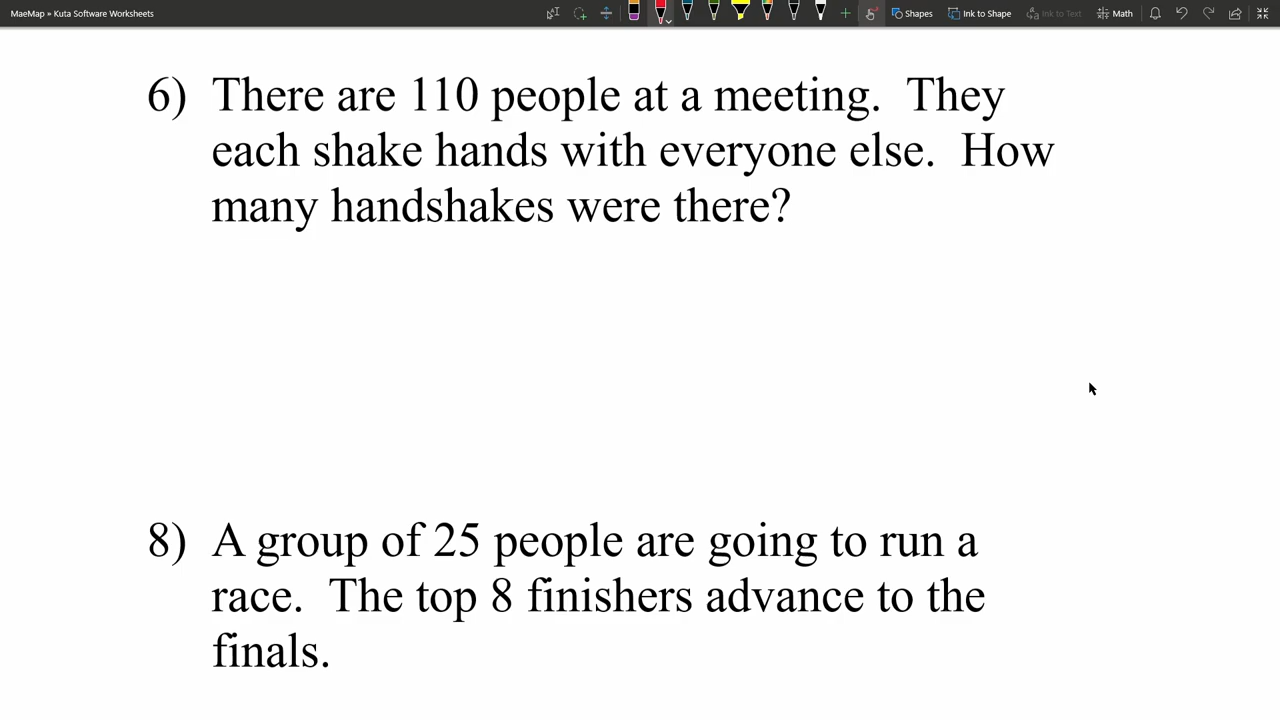 MaeMap » Kuta Software Worksheets
Shapes
Ink to Shape
Ink to Text
Math
6) There are 110 people at a meeting. They
each shake hands with everyone else. How
many handshakes were there?
8) A group of 25 people are going to run a
race. The top 8 finishers advance to the
finals.